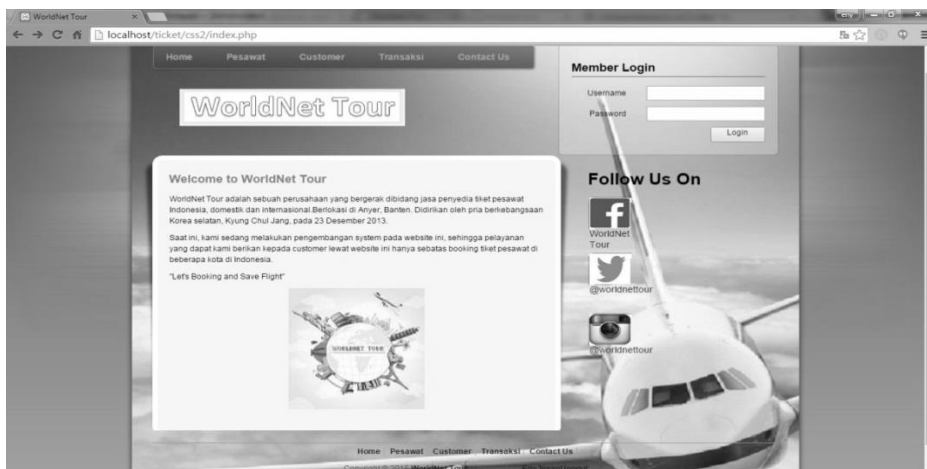 WorldNet Tour
localhost/ticket/css2/index.php
Home Pesawat Customer Transaksi Contact Us
WorldNet Tour
Member Login
Username
Password
Login
Welcome to WorldNet Tour
WorldNet Tour adalah sebuah perusahaan yang bergerak dibidang jasa penyedia tiket pesawat
Indonesia, domestik dan internasional.Berlokasi di Anyer, Banten. Didirikan oleh pria berkebangsaan
Korea selatan, Kyung Chul Jang, pada 23 Desember 2013.
Saat ini, kami sedang melakukan pengembangan system pada website ini, sehingga pelayanan
yang dapat kami berikan kepada customer lewat website ini hanya sebatas booking tiket pesawat di
beberapa kota di Indonesia.
"Let's Booking and Save Flight"
WORLDNET TOUR
Follow Us On
WorldNet
Tour
@worldnettour
@worldnettour
Home Pesawat Customer Transaksi Contact Us
Copyright © WorldNet Tour